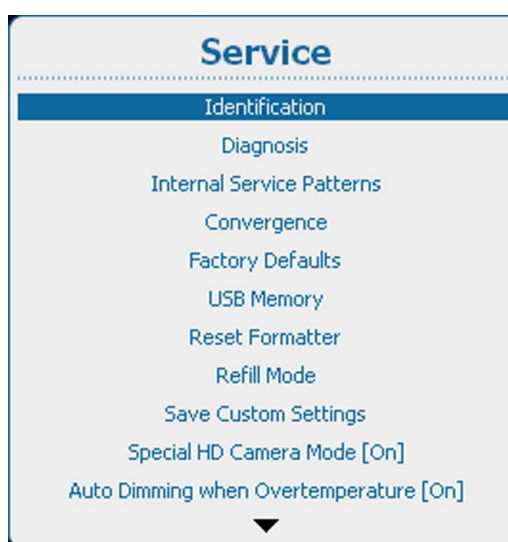 Service
Identification
Diagnosis
Internal Service Patterns
Convergence
Factory Defaults
USB Memory
Reset Formatter
Refill Mode
Save Custom Settings
Special HD Camera Mode [On]
Auto Dimming when Overtemperature [On]